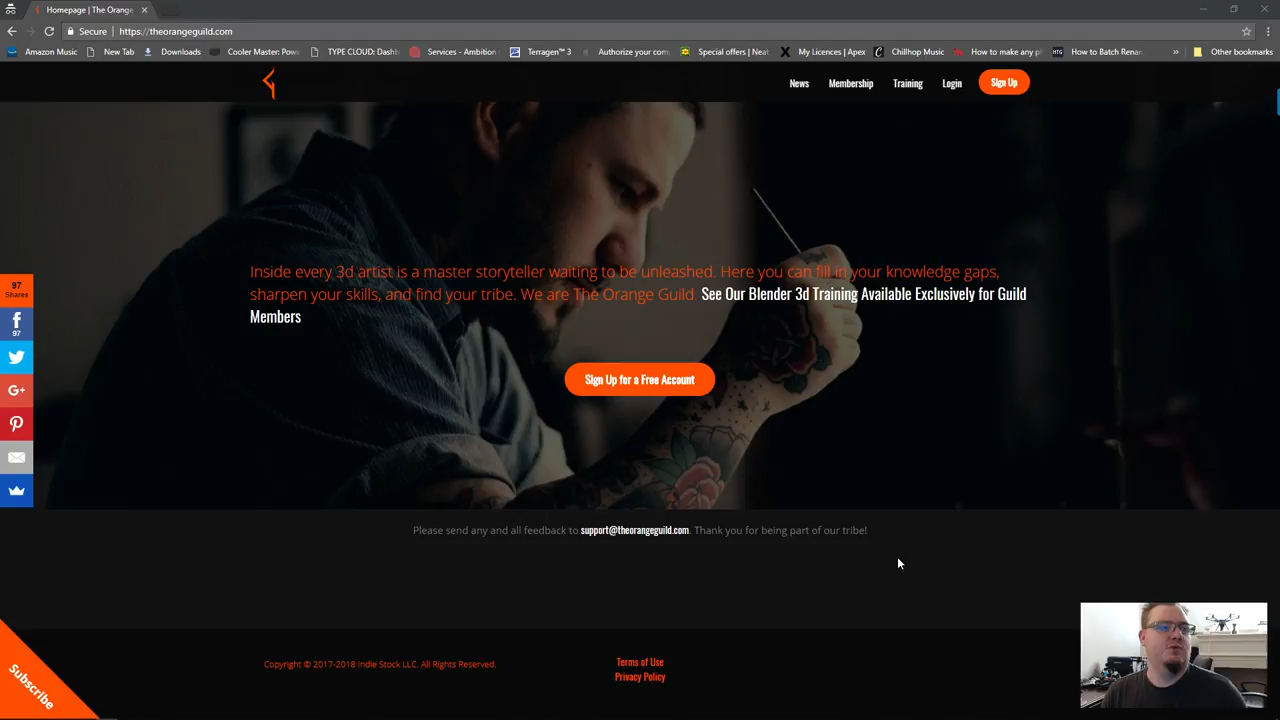 Homepage | The Orange
Secure | https://theorangeguild.com
Amazon Music New Tab Downloads Cooler Master: Pow TYPE CLOUD: Dash Services - Ambition Terragen™ 3 Authorize your com Special offers | Neat My Licences | Apex Chillhop Music How to make any p HTG How to Batch Renar » Other bookmarks
News Membership Training Login Sign Up
Inside every 3d artist is a master storyteller waiting to be unleashed. Here you can fill in your knowledge gaps,
sharpen your skills, and find your tribe. We are The Orange Guild. See Our Blender 3d Training Available Exclusively for Guild
Members
97
Shares
97
G+
Sign Up for a Free Account
Please send any and all feedback to support@theorangeguild.com. Thank you for being part of our tribe!
Subscribe
Copyright © 2017-2018 Indie Stock LLC. All Rights Reserved.
Terms of Use
Privacy Policy